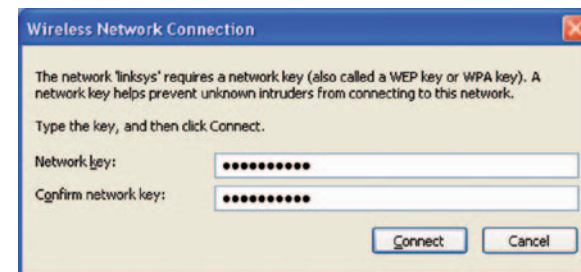 Wireless Network Connection
The network 'linksys' requires a network key (also called a WEP key or WPA key). A
network key helps prevent unknown intruders from connecting to this network.
Type the key, and then click Connect.
Network key: ••••••••••
Confirm network key: ••••••••••
Connect Cancel